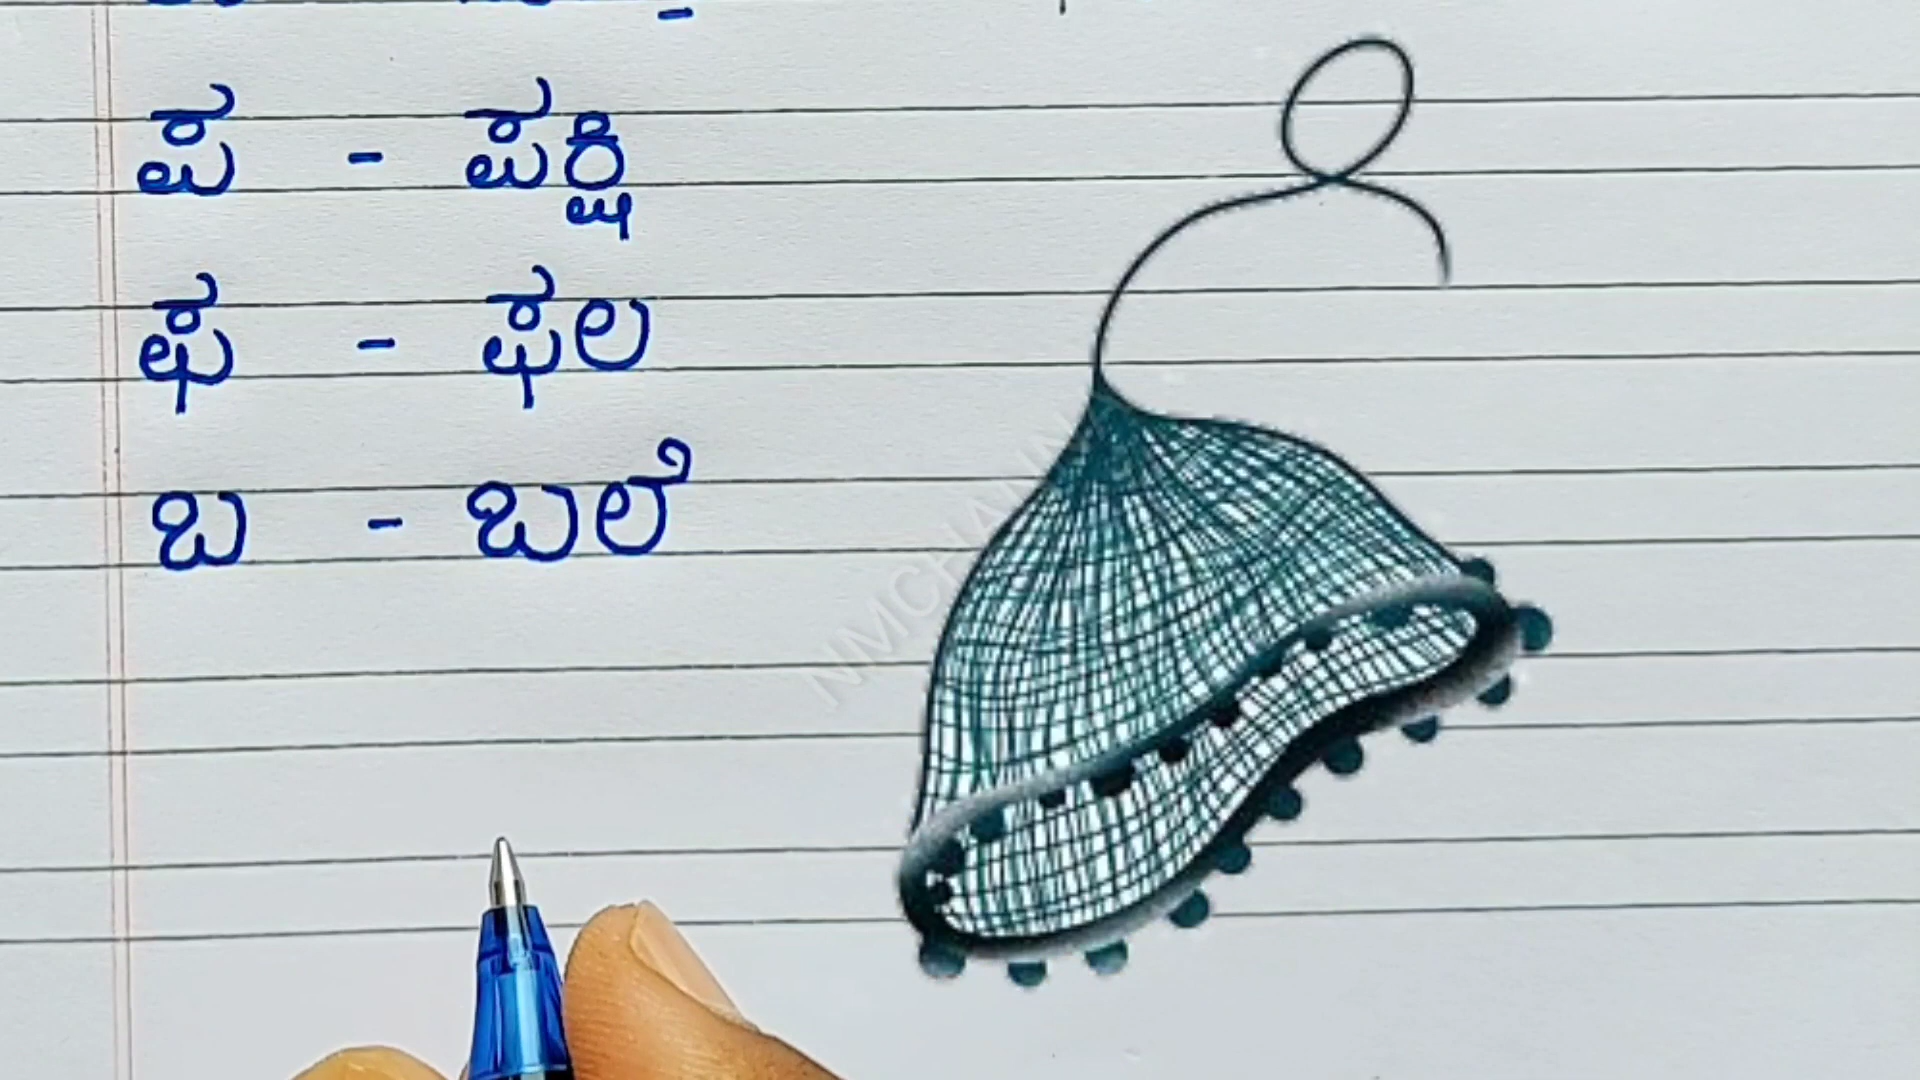 ಪ - ಪಕ್ಷಿ
ಫ - ಫಲ
ಬ - ಬಲೆ